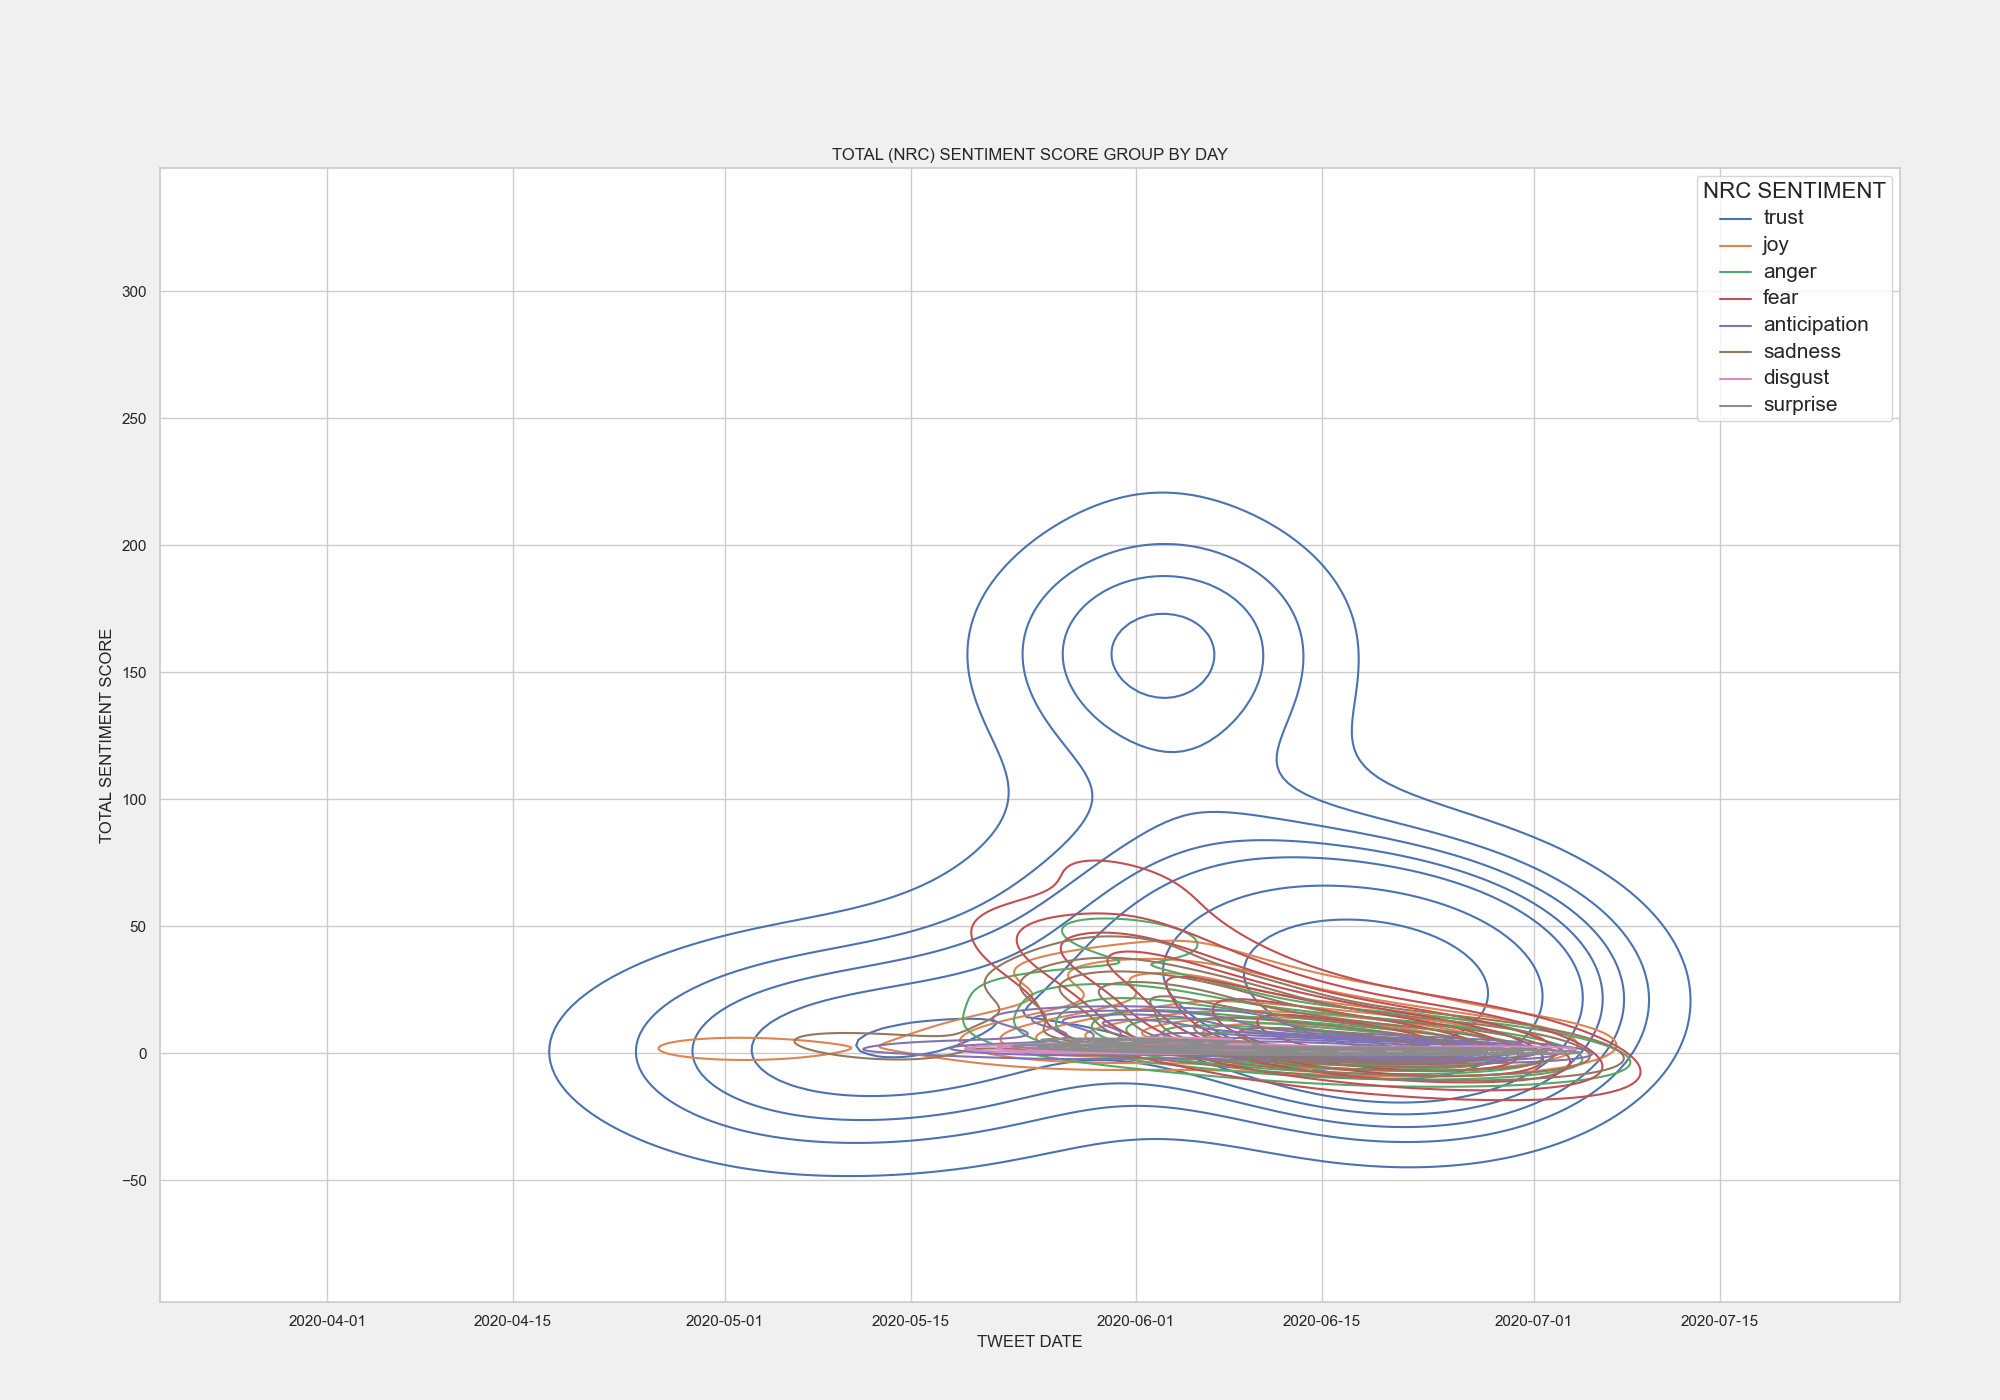 TOTAL (NRC) SENTIMENT SCORE GROUP BY DAY
NRC SENTIMENT
trust
joy
anger
fear
anticipation
sadness
disgust
surprise
TOTAL SENTIMENT SCORE
300
250
200
150
100
50
0
−50
2020-04-01 2020-04-15 2020-05-01 2020-05-15 2020-06-01 2020-06-15 2020-07-01 2020-07-15
TWEET DATE